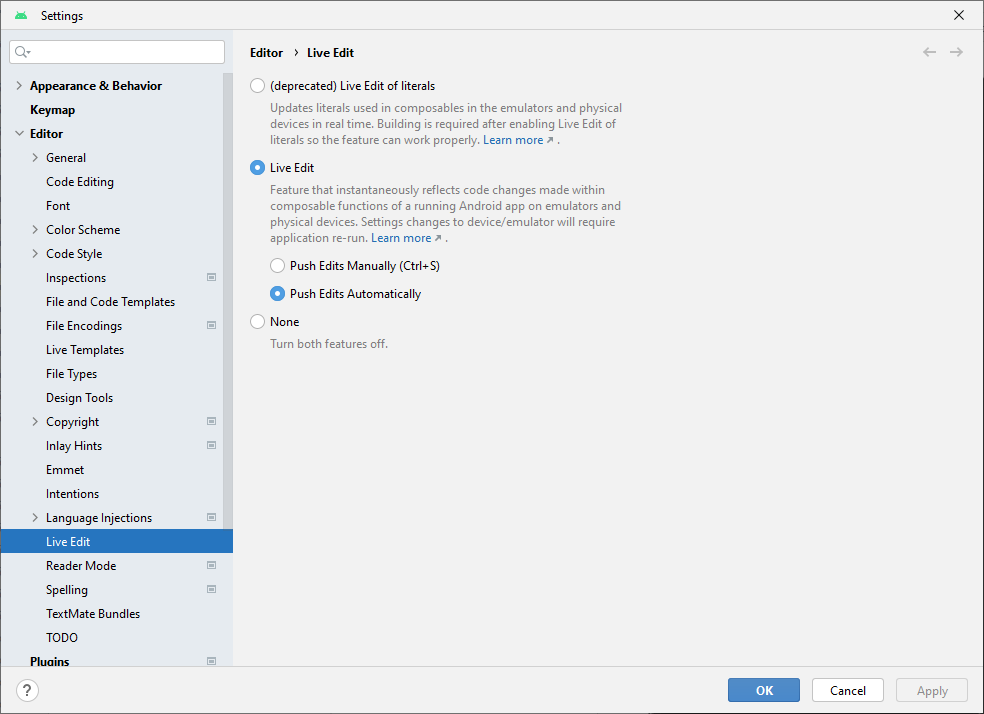 Settings
Appearance & Behavior
Keymap
Editor
General
Code Editing
Font
Color Scheme
Code Style
Inspections
File and Code Templates
File Encodings
Live Templates
File Types
Design Tools
Copyright
Inlay Hints
Emmet
Intentions
Language Injections
Live Edit
Reader Mode
Spelling
TextMate Bundles
TODO
Plugins
Editor › Live Edit
(deprecated) Live Edit of literals
Updates literals used in composables in the emulators and physical
devices in real time. Building is required after enabling Live Edit of
literals so the feature can work properly. Learn more ↗ .
Live Edit
Feature that instantaneously reflects code changes made within
composable functions of a running Android app on emulators and
physical devices. Settings changes to device/emulator will require
application re-run. Learn more ↗ .
Push Edits Manually (Ctrl+S)
Push Edits Automatically
None
Turn both features off.
?
OK
Cancel
Apply